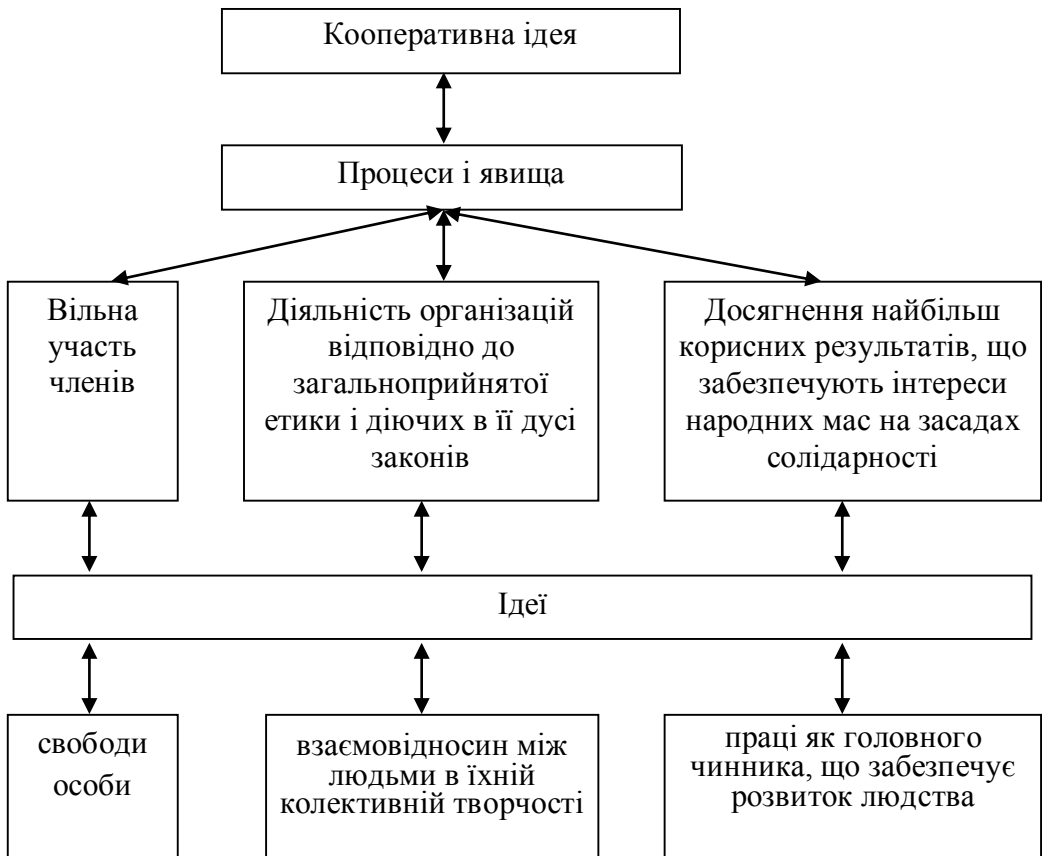 Кооперативна ідея
Процеси і явища
Вільна
участь
членів
Діяльність організацій
відповідно до
загальноприйнятої
етики і діючих в її дусі
законів
Досягнення найбільш
корисних результатів, що
забезпечують інтереси
народних мас на засадах
солідарності
Ідеї
свободи
особи
взаємовідносин між
людьми в їхній
колективній творчості
праці як головного
чинника, що забезпечує
розвиток людства